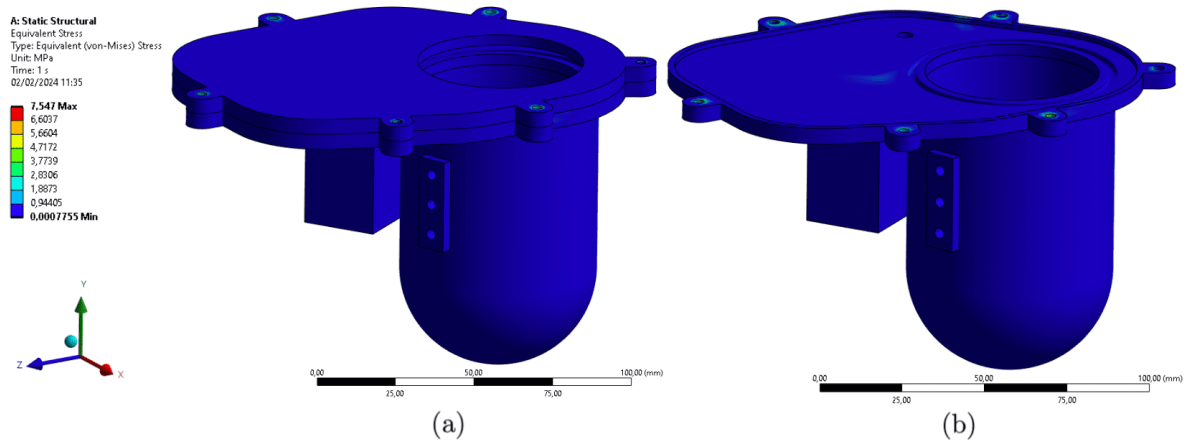 A: Static Structural
Equivalent Stress
Type: Equivalent (von-Mises) Stress
Unit: MPa
Time: 1 s
02/02/2024 11:35
7,547 Max
6,6037
5,6604
4,7172
3,7739
2,8306
1,8873
0,94405
0,0007755 Min
Y
Z
X
0,00 50,00 100,00 (mm)
25,00 75,00
(a)
0,00 50,00 100,00 (mm)
25,00 75,00
(b)